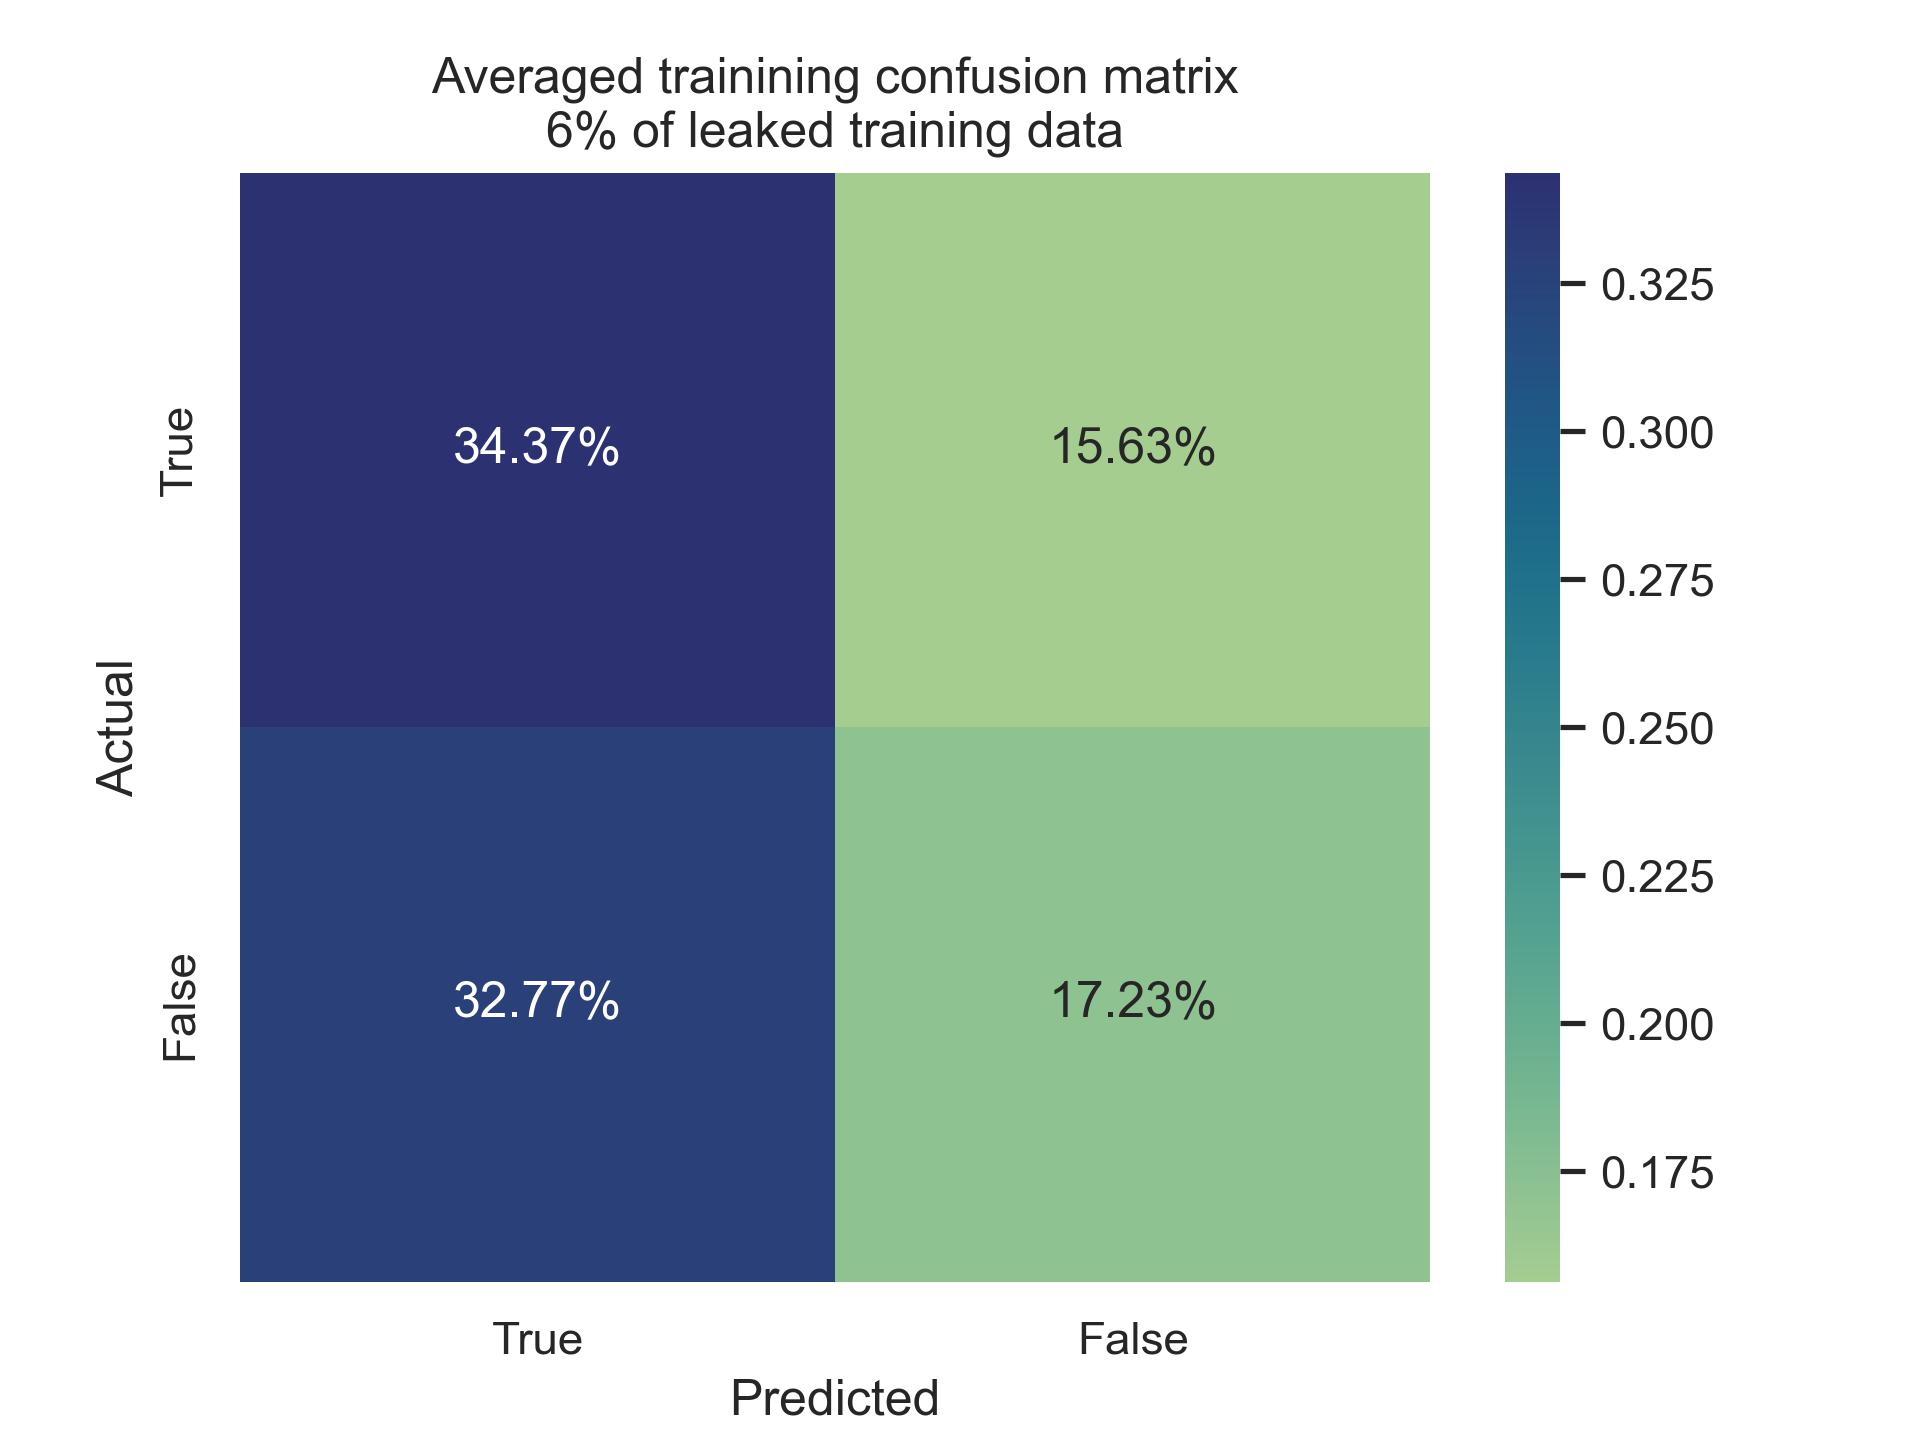 Averaged trainining confusion matrix
6% of leaked training data
True
34.37%
15.63%
False
32.77%
17.23%
Actual
True
False
Predicted
0.325
0.300
0.275
0.250
0.225
0.200
0.175